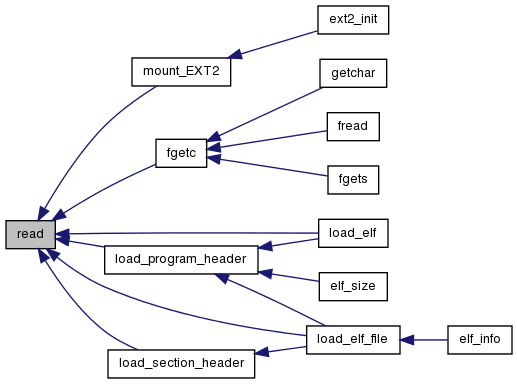 ext2_init
mount_EXT2
getchar
fread
fgetc
fgets
read
load_elf
load_program_header
elf_size
load_elf_file
elf_info
load_section_header